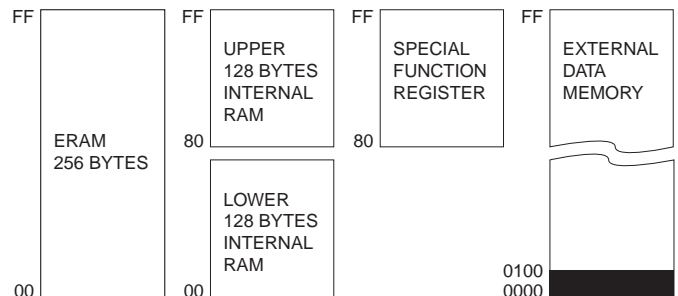 FF
ERAM
256 BYTES
00
FF
UPPER
128 BYTES
INTERNAL
RAM
80
LOWER
128 BYTES
INTERNAL
RAM
00
FF
SPECIAL
FUNCTION
REGISTER
80
FF
EXTERNAL
DATA
MEMORY
0100
0000